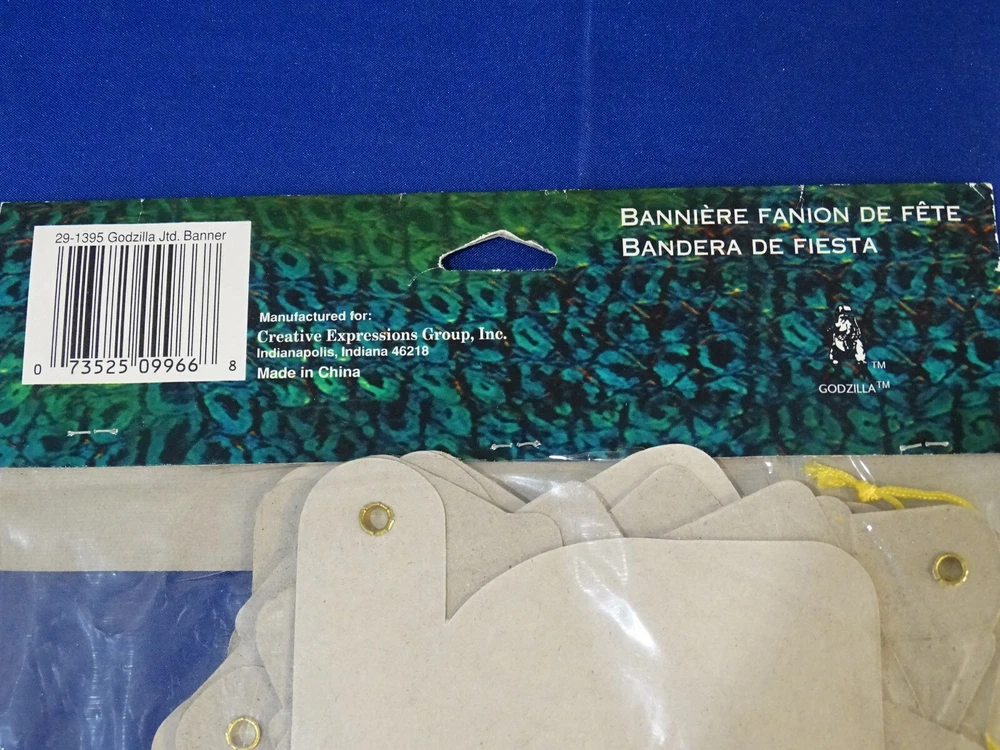 29-1395 Godzilla Jtd. Banner
0 73525 09966 8
Manufactured for:
Creative Expressions Group, Inc.
Indianapolis, Indiana 46218
Made in China
BANNIÈRE FANION DE FÊTE
BANDERA DE FIESTA
TM
GODZILLA™